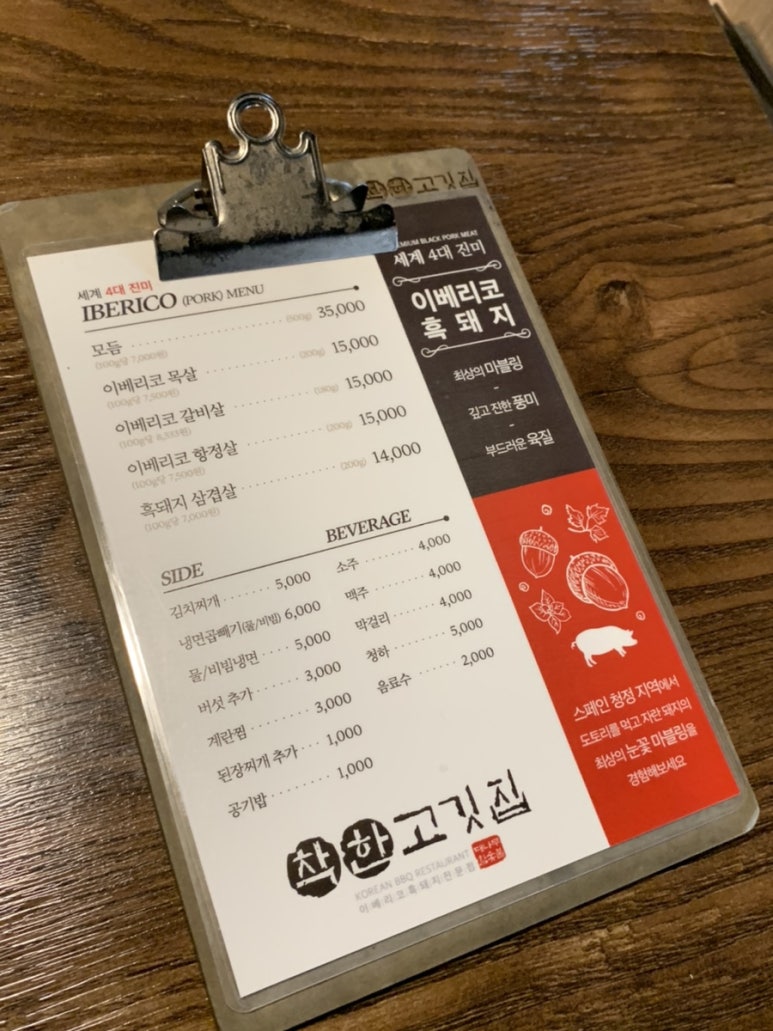 착한고깃집
세계 4대 진미
IBERICO (PORK) MENU
모듬 (500g) 35,000
(100g당 7,000원)
이베리코 목살 (200g) 15,000
(100g당 7,500원)
이베리코 갈비살 (180g) 15,000
(100g당 8,333원)
이베리코 항정살 (200g) 15,000
(100g당 7,500원)
흑돼지 삼겹살 (200g) 14,000
(100g당 7,000원)
SIDE
김치찌개 5,000
냉면곱빼기(물/비빔) 6,000
물/비빔냉면 5,000
버섯 추가 3,000
계란찜 3,000
된장찌개 추가 1,000
공기밥 1,000
BEVERAGE
소주 4,000
맥주 4,000
막걸리 4,000
청하 5,000
음료수 2,000
착한고깃집
KOREAN BBQ RESTAURANT
이베리코흑돼지전문점
BLACK PORK MEAT
세계 4대 진미
이베리코
흑돼지
최상의 마블링
-
깊고 진한 풍미
-
부드러운 육질
스페인 청정 지역에서
도토리를 먹고 자란 돼지의
최상의 눈꽃 마블링을
경험해보세요